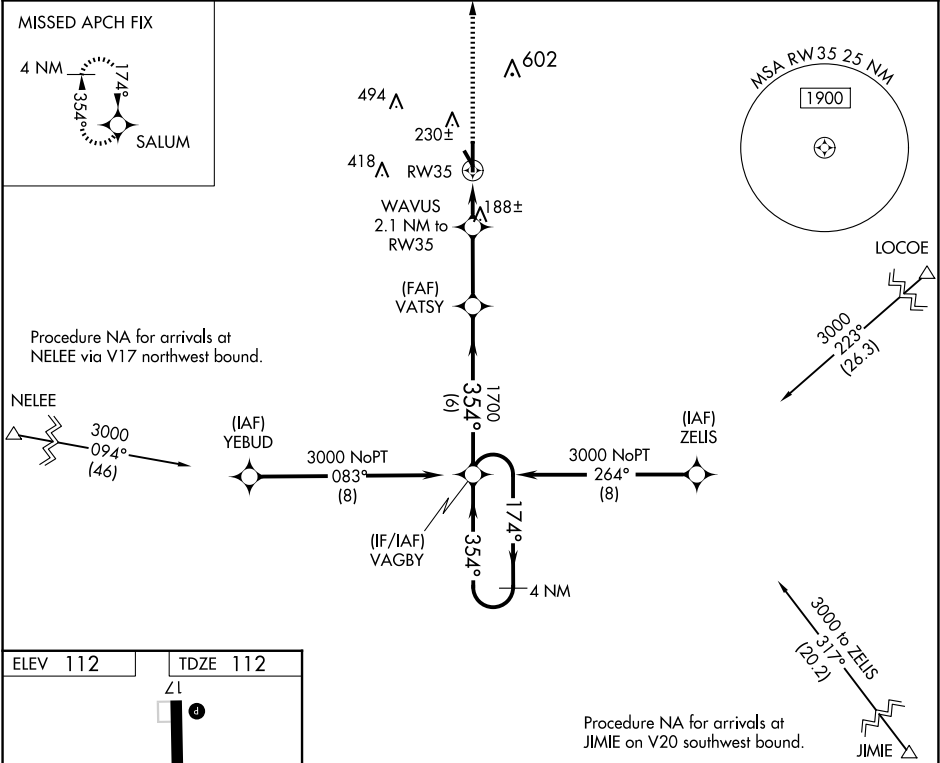 MISSED APCH FIX
4 NM
174°
354°
SALUM
602
494
230±
418
RW35
WAVUS
2.1 NM to
RW35
188±
MSA RW35 25 NM
1900
LOCOE
3000
223°
(26.3)
(FAF)
VATSY
Procedure NA for arrivals at
NELEE via V17 northwest bound.
NELEE
3000
094°
(46)
(IAF)
YEBUD
3000 NoPT
083°
(8)
1700
354°
(6)
(IAF)
ZELIS
3000 NoPT
264°
(8)
(IF/IAF)
VAGBY
354°
174°
4 NM
3000 to ZELIS
317°
(20.2)
JIMIE
Procedure NA for arrivals at
JIMIE on V20 southwest bound.
ELEV 112
TDZE 112
17
P